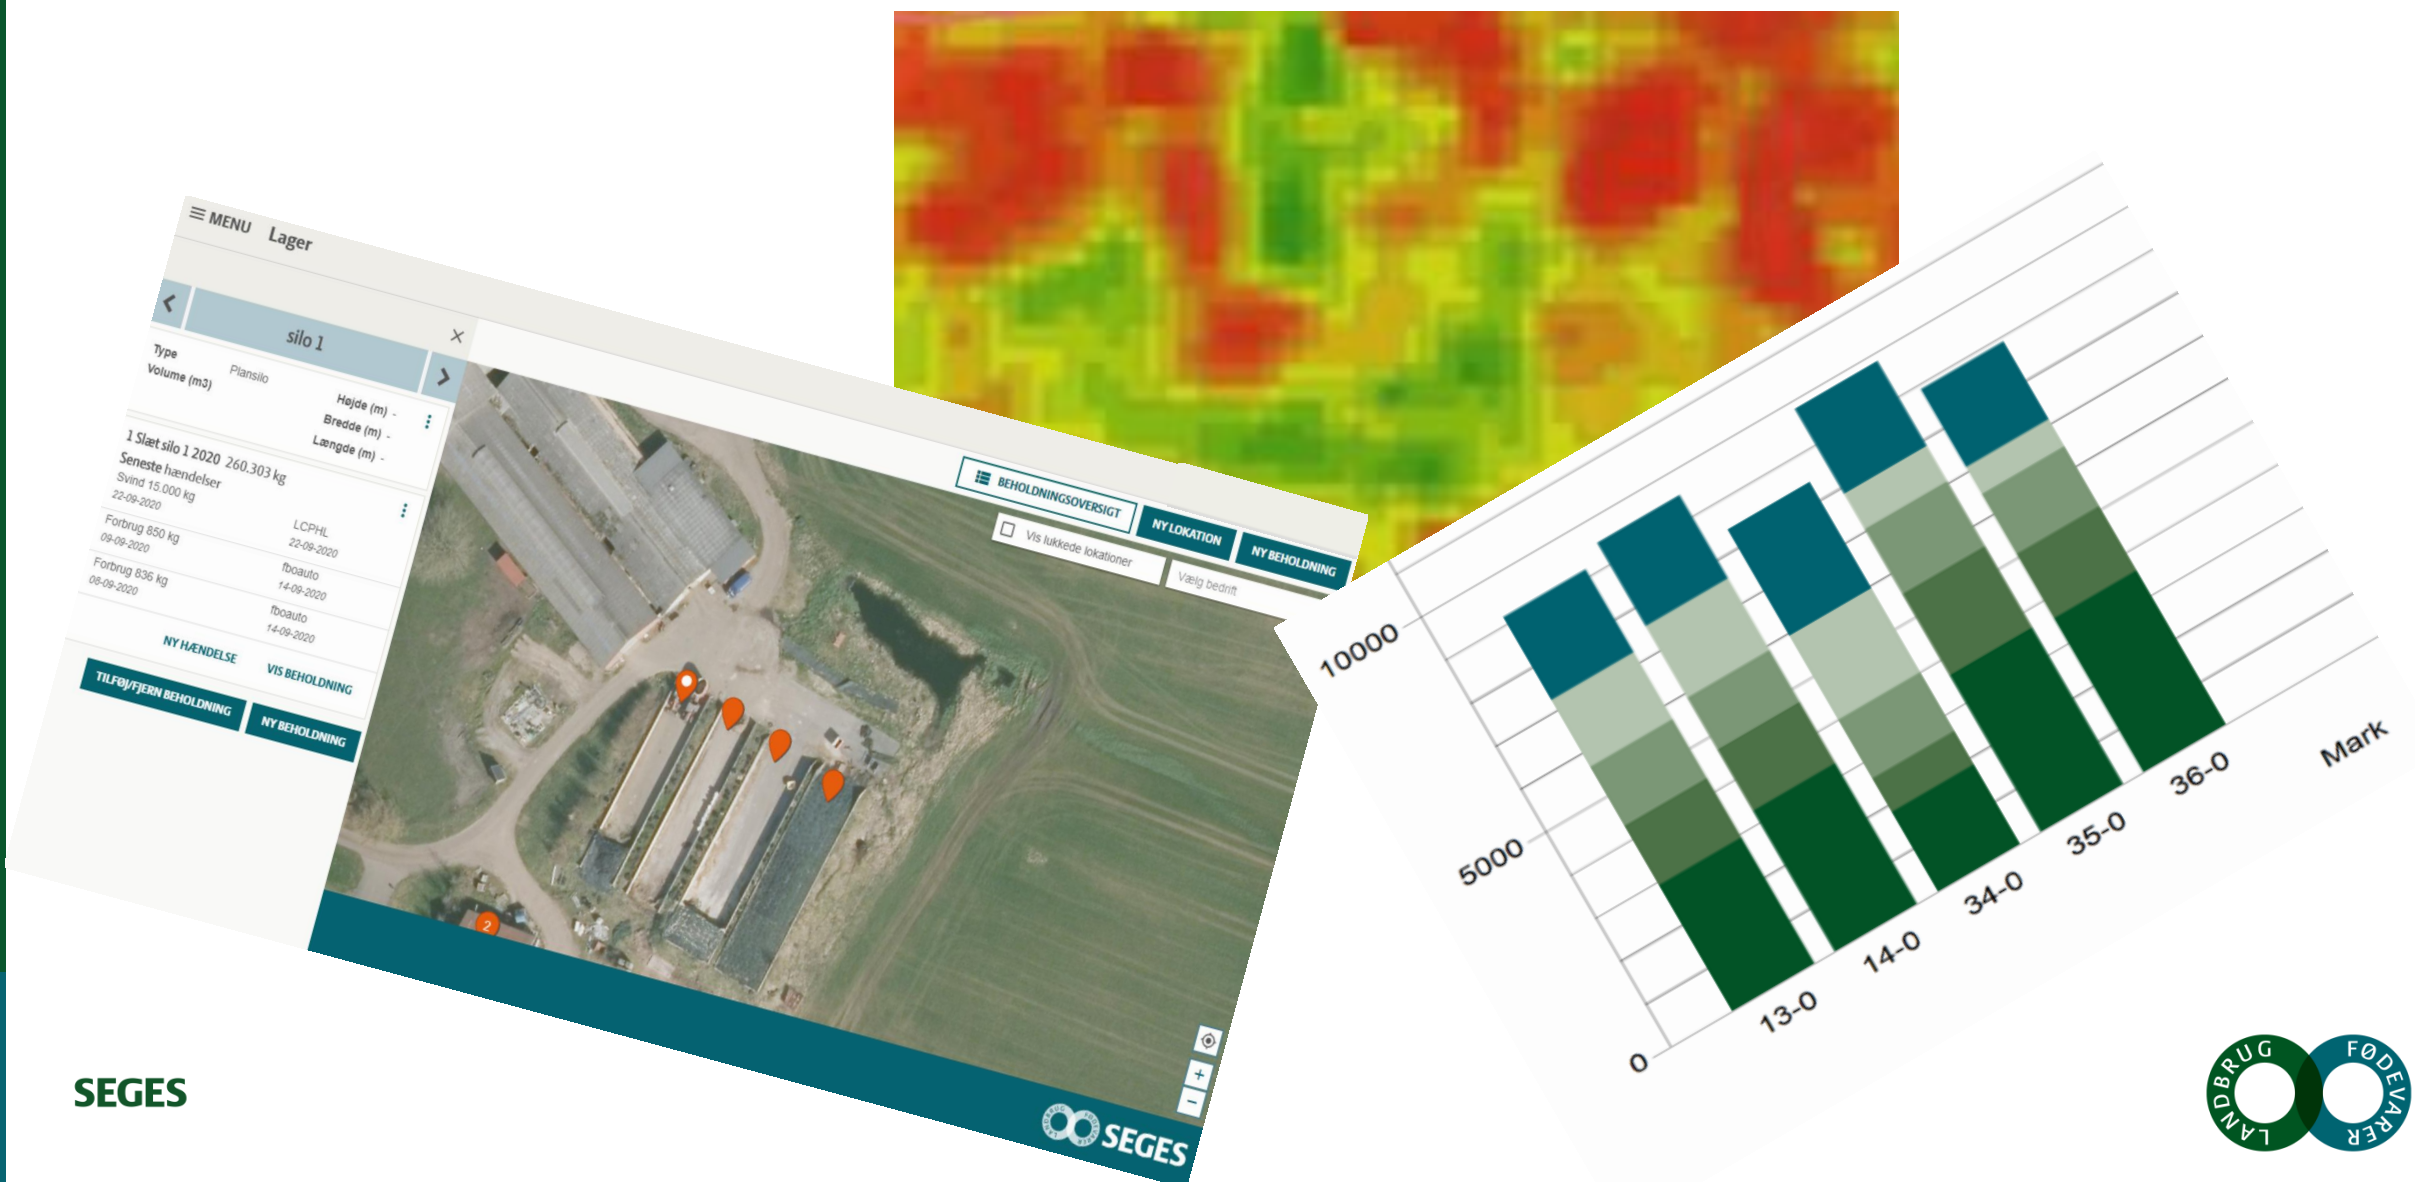 MENU Lager
silo 1
Type Plansilo
Volume (m3)
Højde (m) -
Bredde (m) -
Længde (m) -
1 Slæt silo 1 2020 260.303 kg
Seneste hændelser
Svind 15.000 kg LCPHL
22-09-2020 22-09-2020
Forbrug 850 kg fboauto
09-09-2020 14-09-2020
Forbrug 836 kg fboauto
08-09-2020 14-09-2020
NY HÆNDELSE VIS BEHOLDNING
TILFØJ/FJERN BEHOLDNING NY BEHOLDNING
BEHOLDNINGSOVERSIGT NY LOKATION NY BEHOLDNING
Vis lukkede lokationer Vælg bedrift
2
LANDBRUG FØDEVARER SEGES
10000
5000
0
13-0 14-0 34-0 35-0 36-0 Mark
SEGES
LANDBRUG FØDEVARER